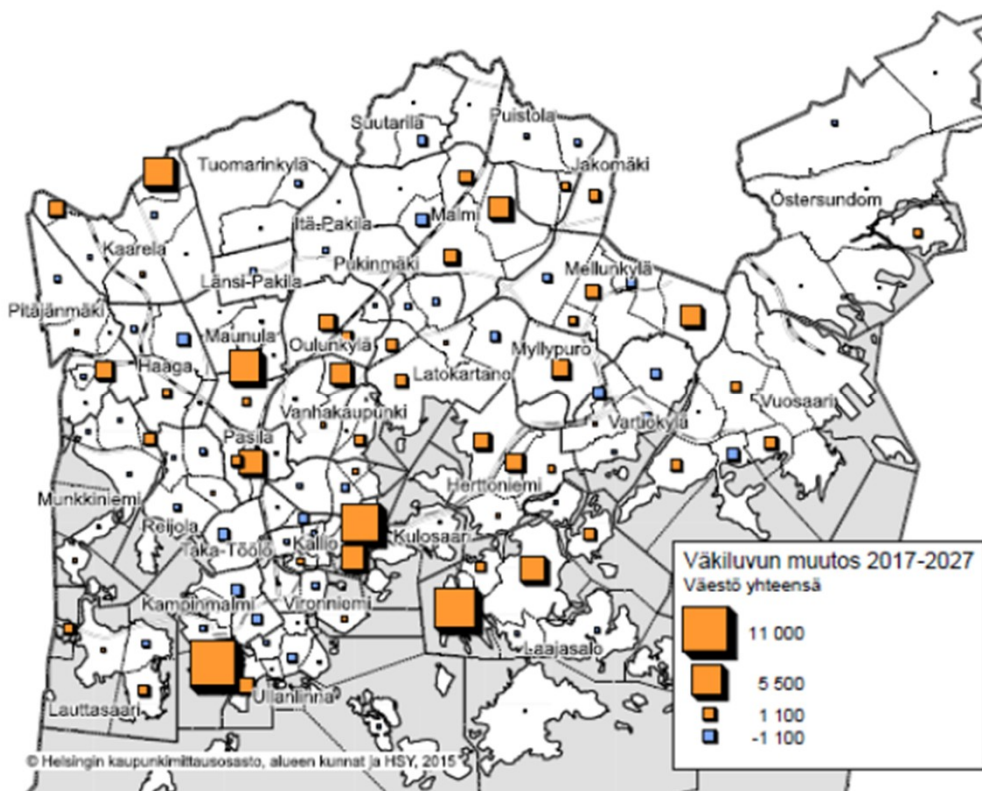 Suutarila
Puistola
Tuomarinkylä
Jakomäki
Östersundom
Malmi
Itä-Pakila
Kaarela
Pukinmäki
Mellunkylä
Länsi-Pakila
Pitäjänmäki
Maunula
Oulunkylä
Myllypuro
Haaga
Latokartano
Vuosaari
Vanhakaupunki
Vartiokylä
Pasila
Herttoniemi
Munkkiniemi
Reijola
Kulosaari
Kallio
Taka-Töölö
Väkiluvun muutos 2017-2027
Väestö yhteensä
Kampinmalmi
Vironniemi
11 000
Laajasalo
5 500
Ullanlinna
Lauttasaari
1 100
-1 100
© Helsingin kaupunkimittausosasto, alueen kunnat ja HSY, 2015